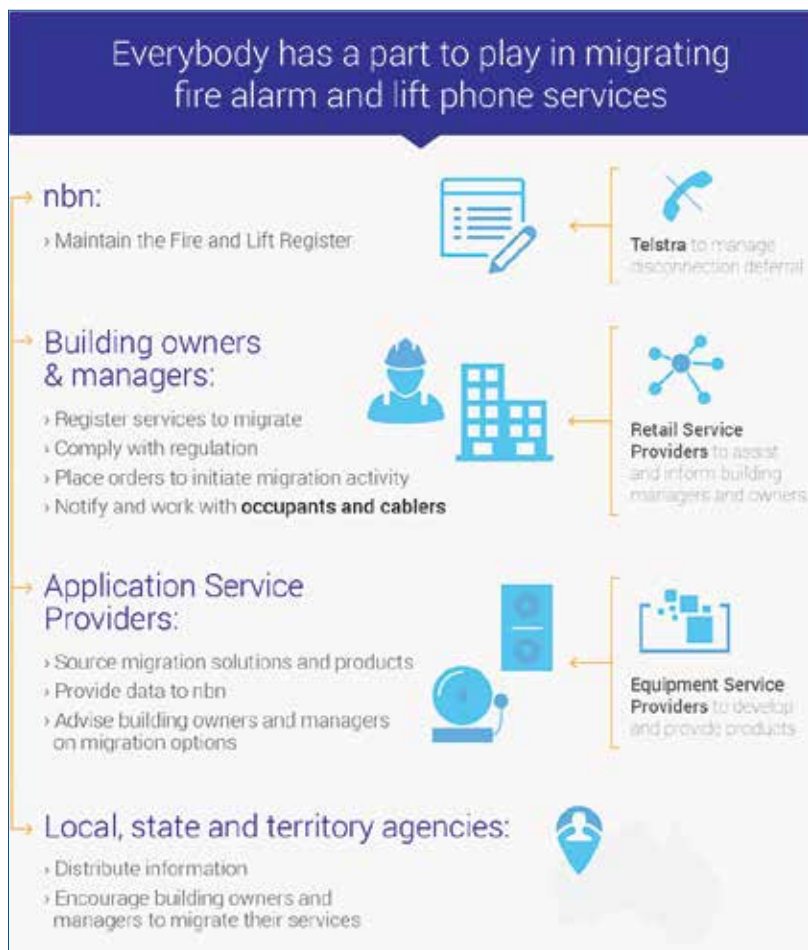 Everybody has a part to play in migrating
fire alarm and lift phone services
nbn:
› Maintain the Fire and Lift Register
Telstra to manage
disconnection deferral
Building owners
& managers:
› Register services to migrate
› Comply with regulation
› Place orders to initiate migration activity
› Notify and work with occupants and cablers
Retail Service
Providers to assist
and inform building
managers and owners
Application Service
Providers:
› Source migration solutions and products
› Provide data to nbn
› Advise building owners and managers
on migration options
Equipment Service
Providers to develop
and provide products
Local, state and territory agencies:
› Distribute information
› Encourage building owners and
managers to migrate their services